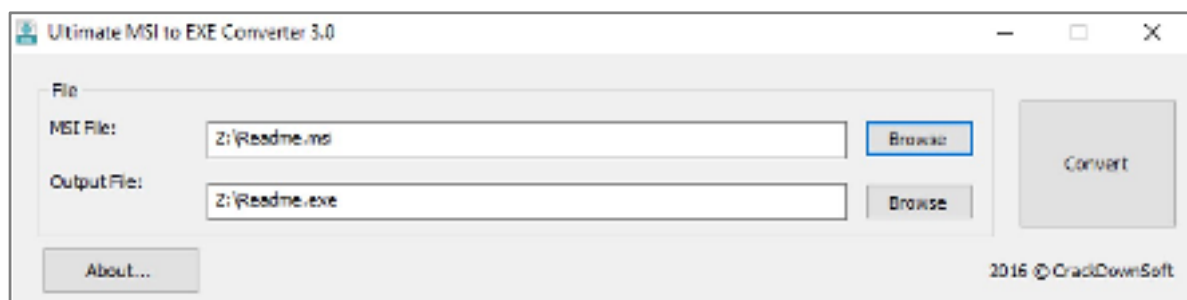 Ultimate MSI to EXE Converter 3.0
File
MSI File:
Z:\Readme.msi
Browse
Convert
Output File:
Z:\Readme.exe
Browse
About...
2016 © CrackDownSoft